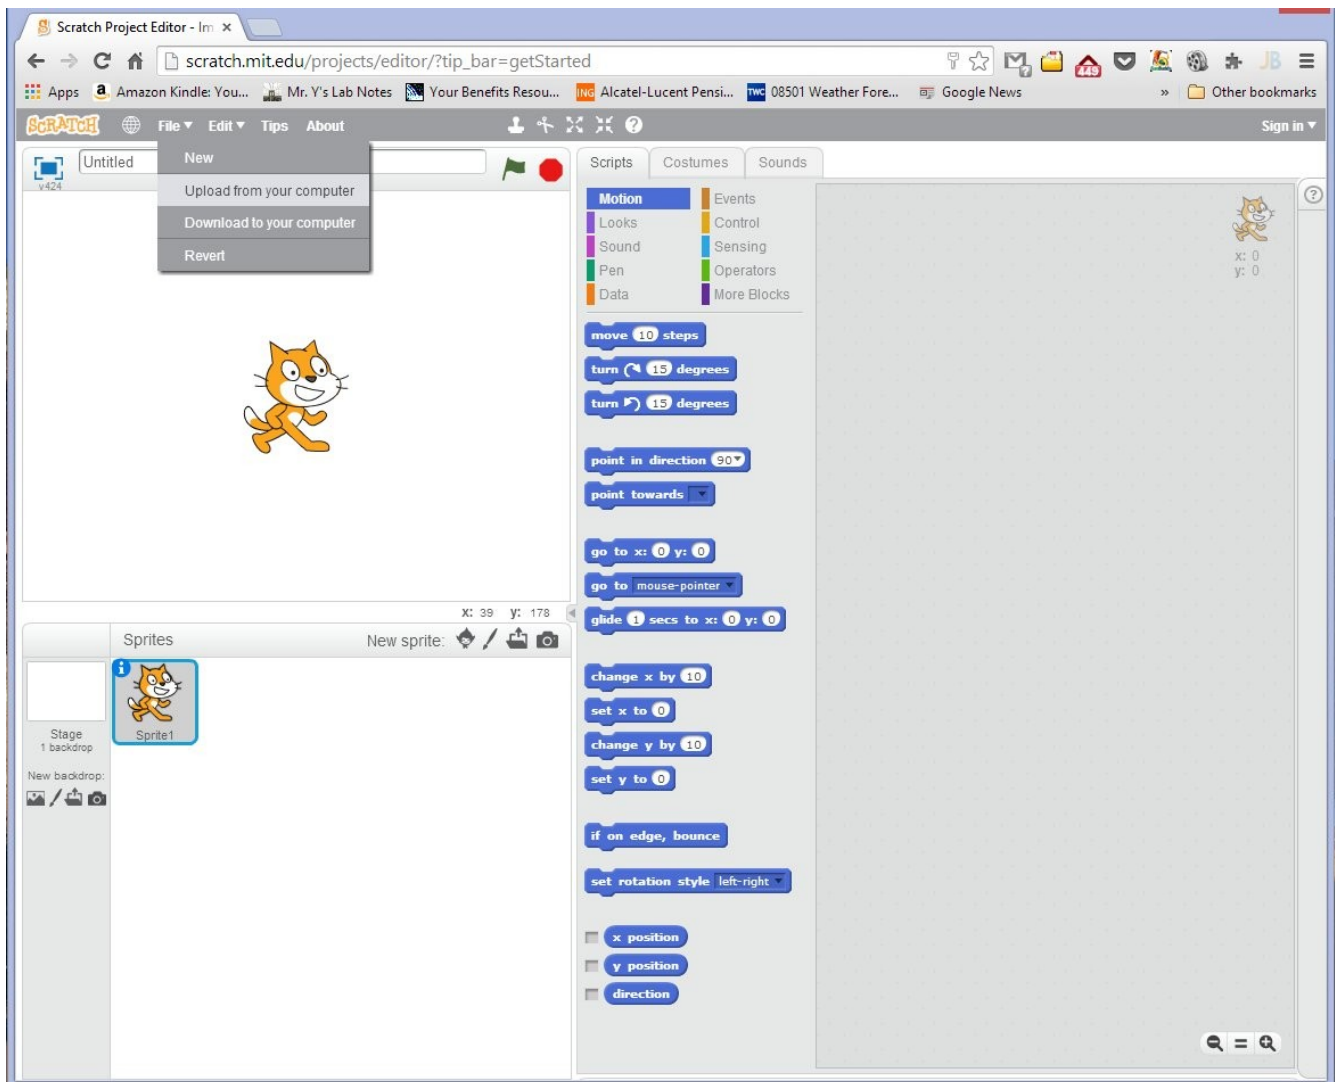 Scratch Project Editor - Im
scratch.mit.edu/projects/editor/?tip_bar=getStarted
Apps Amazon Kindle: You... Mr. Y's Lab Notes Your Benefits Resou... ING Alcatel-Lucent Pensi... TWC 08501 Weather Fore... Google News » Other bookmarks
SCRATCH File Edit Tips About Sign in
v424
Untitled
New
Upload from your computer
Download to your computer
Revert
x: 39 y: 178
Sprites New sprite:
Stage
1 backdrop
Sprite1
New backdrop:
Scripts Costumes Sounds
Motion Events
Looks Control
Sound Sensing
Pen Operators
Data More Blocks
move 10 steps
turn 15 degrees
turn 15 degrees
point in direction 90
point towards
go to x: 0 y: 0
go to mouse-pointer
glide 1 secs to x: 0 y: 0
change x by 10
set x to 0
change y by 10
set y to 0
if on edge, bounce
set rotation style left-right
x position
y position
direction
x: 0
y: 0